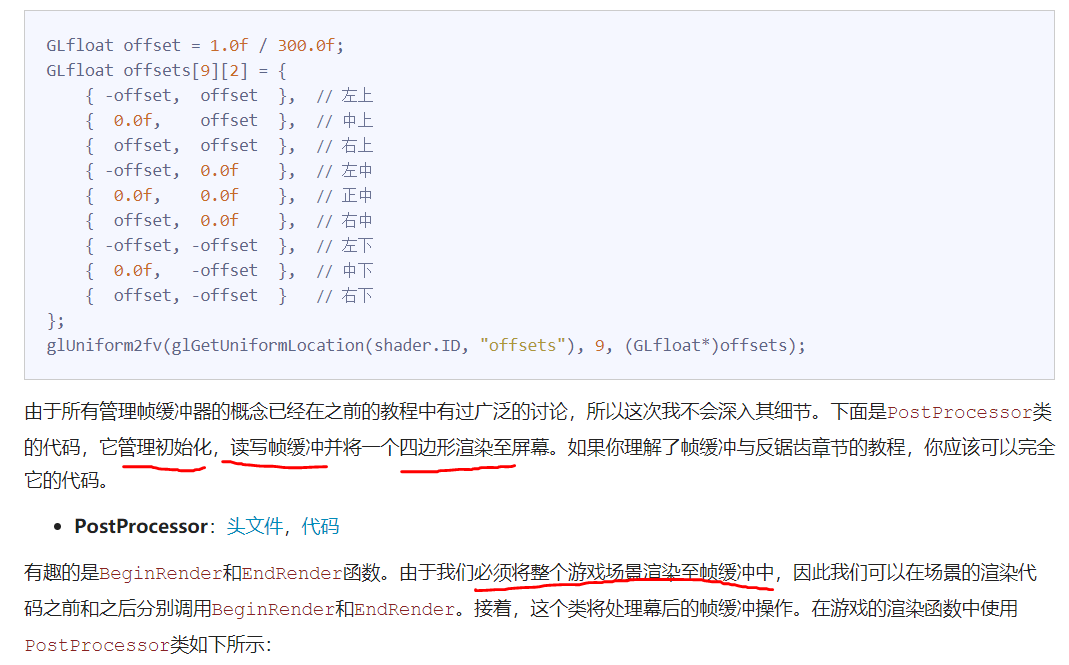 GLfloat offset = 1.0f / 300.0f;
GLfloat offsets[9][2] = {
    { -offset,  offset  },  // 左上
    {  0.0f,    offset  },  // 中上
    {  offset,  offset  },  // 右上
    { -offset,  0.0f    },  // 左中
    {  0.0f,    0.0f    },  // 正中
    {  offset,  0.0f    },  // 右中
    { -offset, -offset  },  // 左下
    {  0.0f,   -offset  },  // 中下
    {  offset, -offset  }   // 右下
};
glUniform2fv(glGetUniformLocation(shader.ID, "offsets"), 9, (GLfloat*)offsets);
由于所有管理帧缓冲器的概念已经在之前的教程中有过广泛的讨论，所以这次我不会深入其细节。下面是PostProcessor类
的代码，它管理初始化，读写帧缓冲并将一个四边形渲染至屏幕。如果你理解了帧缓冲与反锯齿章节的教程，你应该可以完全
它的代码。
• PostProcessor：头文件，代码
有趣的是BeginRender和EndRender函数。由于我们必须将整个游戏场景渲染至帧缓冲中，因此我们可以在场景的渲染代
码之前和之后分别调用BeginRender和EndRender。接着，这个类将处理幕后的帧缓冲操作。在游戏的渲染函数中使用
PostProcessor类如下所示：